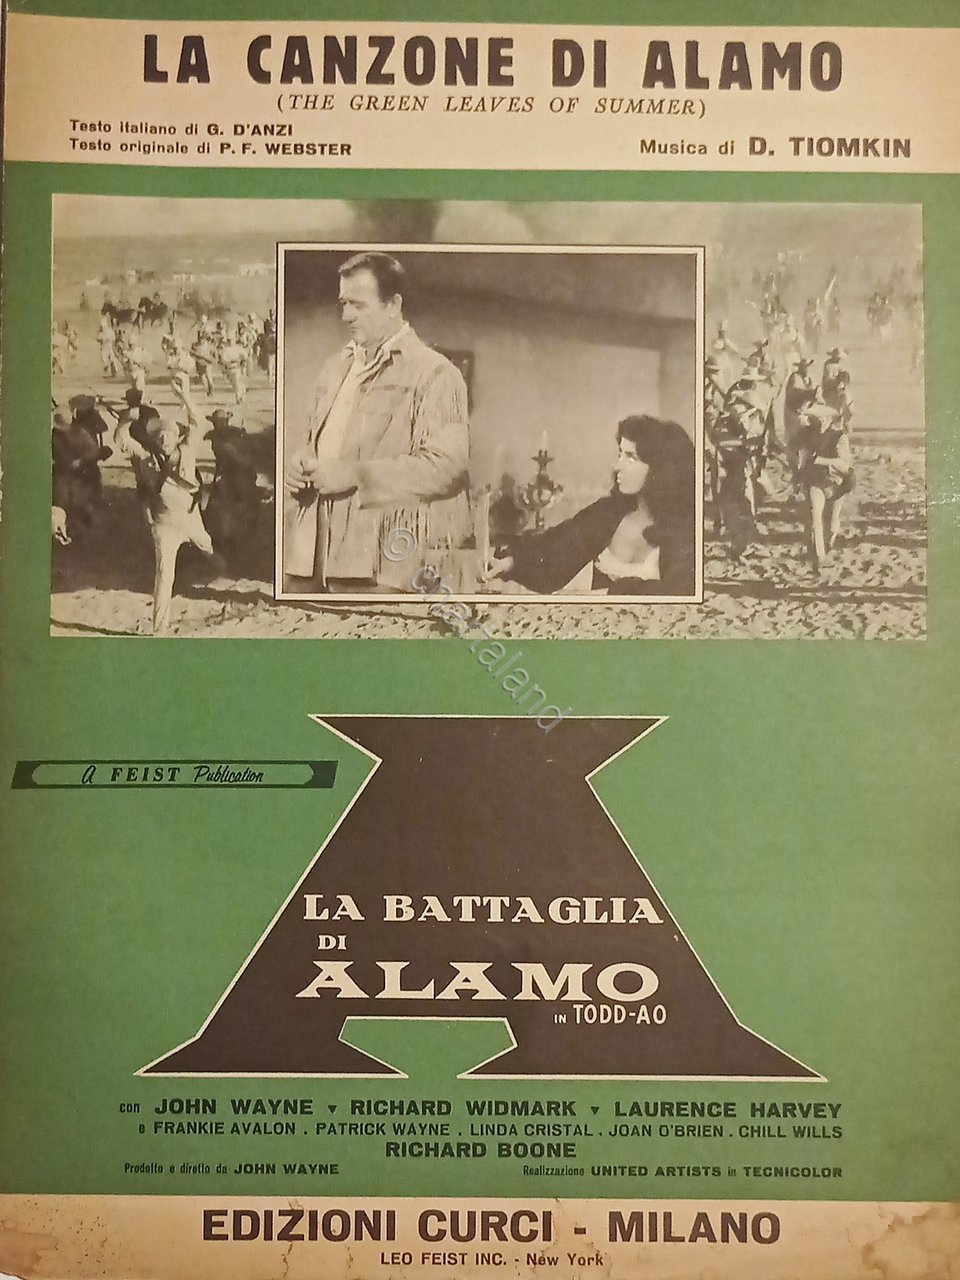 LA CANZONE DI ALAMO
(THE GREEN LEAVES OF SUMMER)
Testo italiano di G. D'ANZI
Testo originale di P. F. WEBSTER
Musica di D. TIOMKIN
© chartaland
A FEIST Publication
LA BATTAGLIA
DI
ALAMO
IN TODD-AO
con JOHN WAYNE ▾ RICHARD WIDMARK ▾ LAURENCE HARVEY
e FRANKIE AVALON . PATRICK WAYNE . LINDA CRISTAL . JOAN O'BRIEN . CHILL WILLS
RICHARD BOONE
Prodotto e diretto da JOHN WAYNE
Realizzazione UNITED ARTISTS in TECNICOLOR
EDIZIONI CURCI - MILANO
LEO FEIST INC. - New York